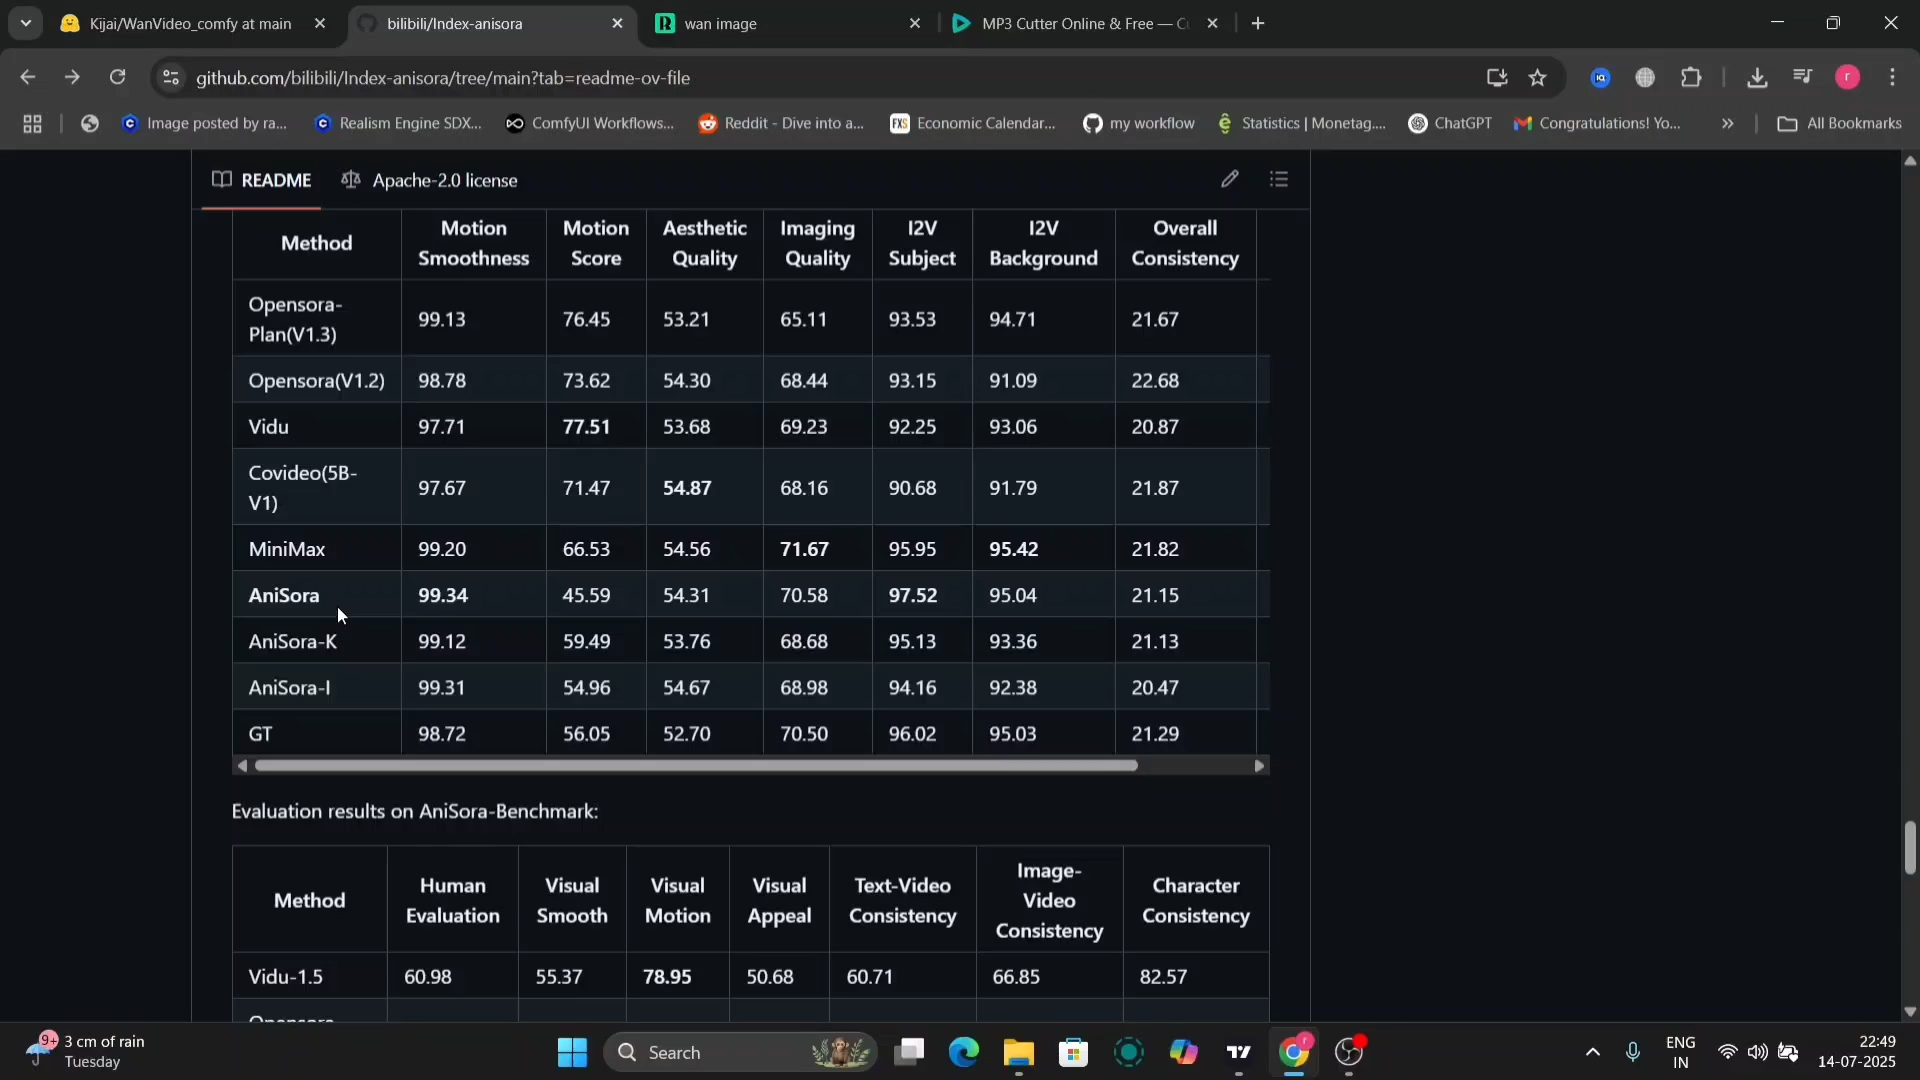 Kijai/WanVideo_comfy at main
bilibili/Index-anisora
wan image
MP3 Cutter Online & Free — C
github.com/bilibili/Index-anisora/tree/main?tab=readme-ov-file
r
Image posted by ra...
Realism Engine SDX...
ComfyUI Workflows...
Reddit - Dive into a...
FXS
Economic Calendar...
my workflow
Statistics | Monetag....
ChatGPT
Congratulations! Yo...
All Bookmarks
README
Apache-2.0 license
Method Motion Smoothness Motion Score Aesthetic Quality Imaging Quality I2V Subject I2V Background Overall Consistency
Opensora-Plan(V1.3) 99.13 76.45 53.21 65.11 93.53 94.71 21.67
Opensora(V1.2) 98.78 73.62 54.30 68.44 93.15 91.09 22.68
Vidu 97.71 77.51 53.68 69.23 92.25 93.06 20.87
Covideo(5B-V1) 97.67 71.47 54.87 68.16 90.68 91.79 21.87
MiniMax 99.20 66.53 54.56 71.67 95.95 95.42 21.82
AniSora 99.34 45.59 54.31 70.58 97.52 95.04 21.15
AniSora-K 99.12 59.49 53.76 68.68 95.13 93.36 21.13
AniSora-I 99.31 54.96 54.67 68.98 94.16 92.38 20.47
GT 98.72 56.05 52.70 70.50 96.02 95.03 21.29
Evaluation results on AniSora-Benchmark:
Method Human Evaluation Visual Smooth Visual Motion Visual Appeal Text-Video Consistency Image-Video Consistency Character Consistency
Vidu-1.5 60.98 55.37 78.95 50.68 60.71 66.85 82.57
9+
3 cm of rain
Tuesday
Search
ENG
IN
22:49
14-07-2025